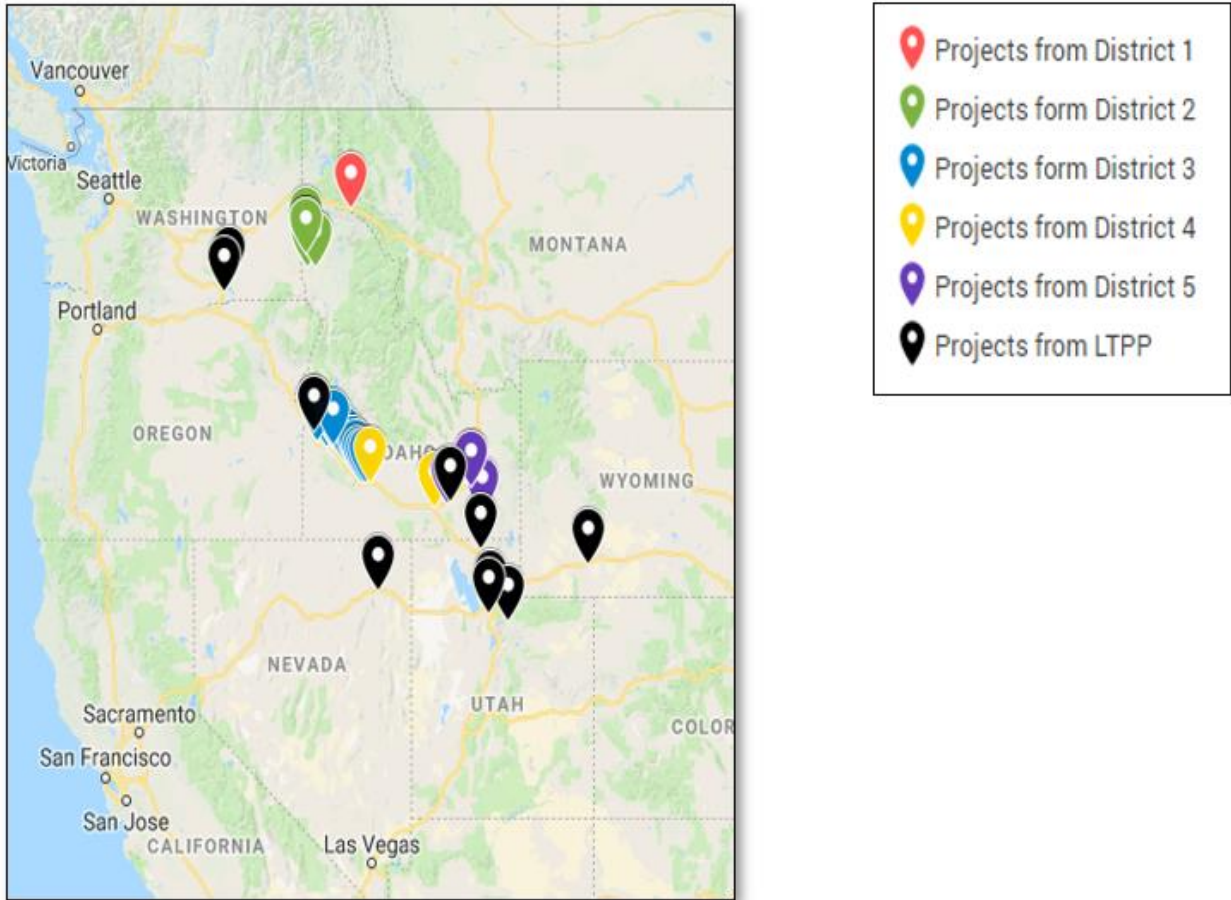 Vancouver
Victoria
Seattle
WASHINGTON
MONTANA
Portland
OREGON
DAHO
WYOMING
NEVADA
UTAH
Sacramento
COLOR
San Francisco
San Jose
CALIFORNIA
Las Vegas
Projects from District 1
Projects form District 2
Projects form District 3
Projects from District 4
Projects from District 5
Projects from LTPP